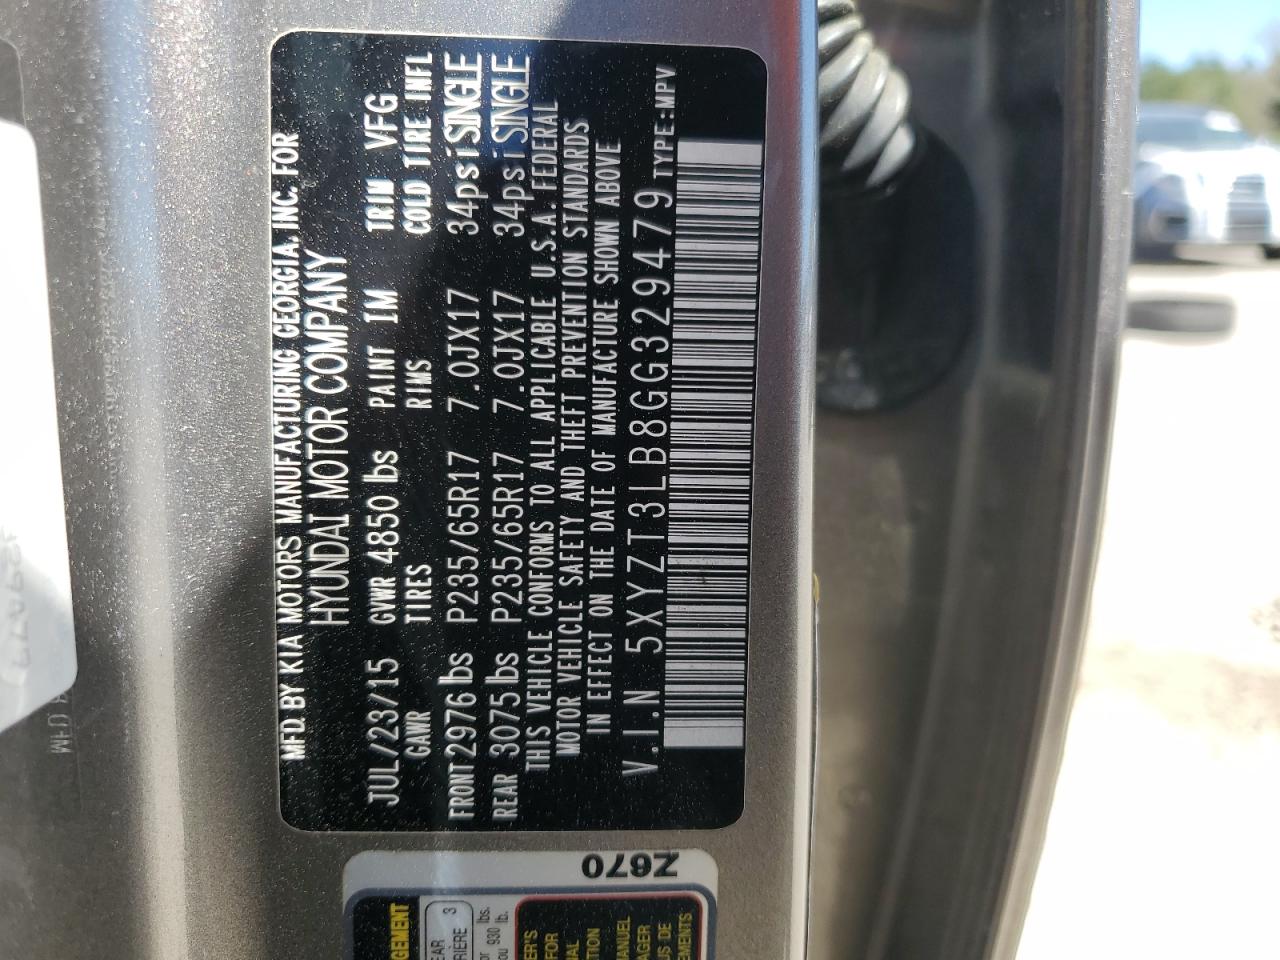 MFD BY KIA MOTORS MANUFACTURING GEORGIA. INC. FOR
HYUNDAI MOTOR COMPANY
JUL/23/15 GVWR 4850 lbs PAINT 1M TRIM VFG
GAWR TIRES RIMS COLD TIRE INFL
FRONT 2976 lbs P235/65R17 7.0JX17 34psi SINGLE
REAR 3075 lbs P235/65R17 7.0JX17 34psi SINGLE
THIS VEHICLE CONFORMS TO ALL APPLICABLE U.S.A. FEDERAL
MOTOR VEHICLE SAFETY AND THEFT PREVENTION STANDARDS
IN EFFECT ON THE DATE OF MANUFACTURE SHOWN ABOVE
V.I.N 5XYZT3LB8GG329479 TYPE:MPV
Z670